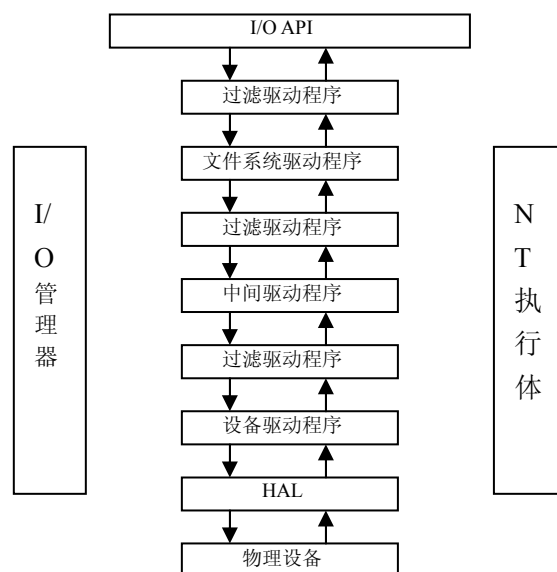 I/O API
过滤驱动程序
文件系统驱动程序
过滤驱动程序
中间驱动程序
过滤驱动程序
设备驱动程序
HAL
物理设备
I/
O
管
理
器
N
T
执
行
体